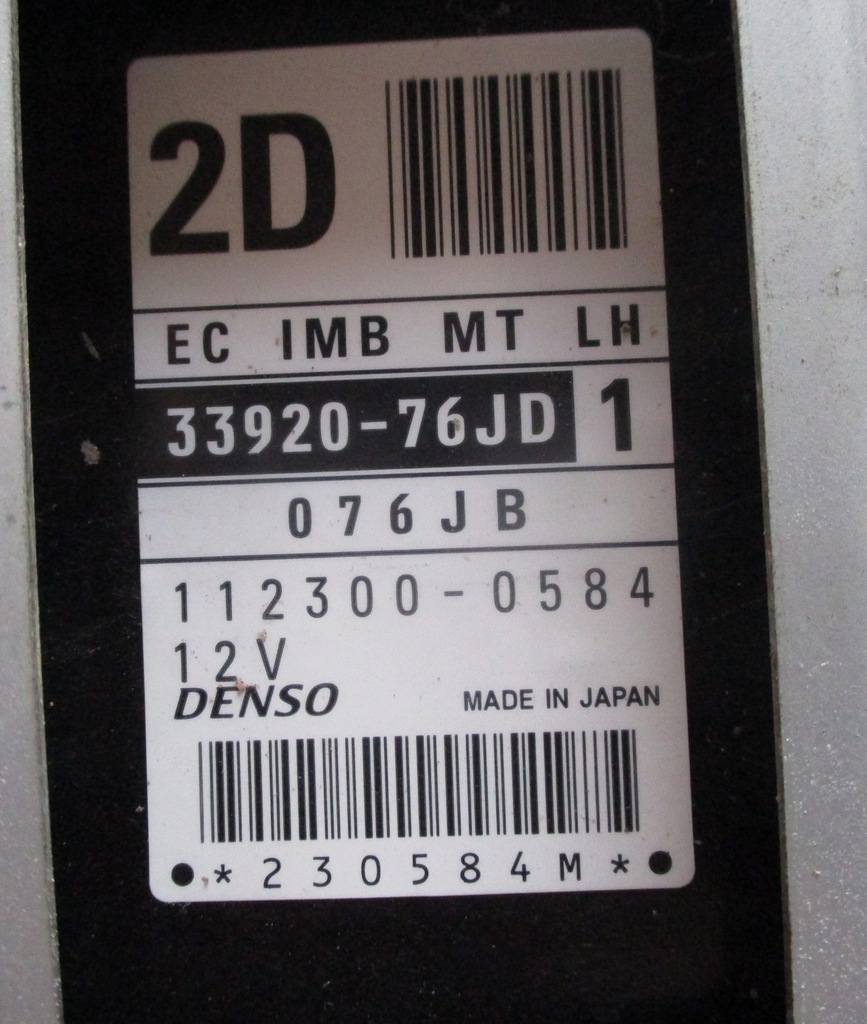 2D
EC IMB MT LH
33920-76JD 1
076JB
112300-0584
12V
DENSO MADE IN JAPAN
*230584M*